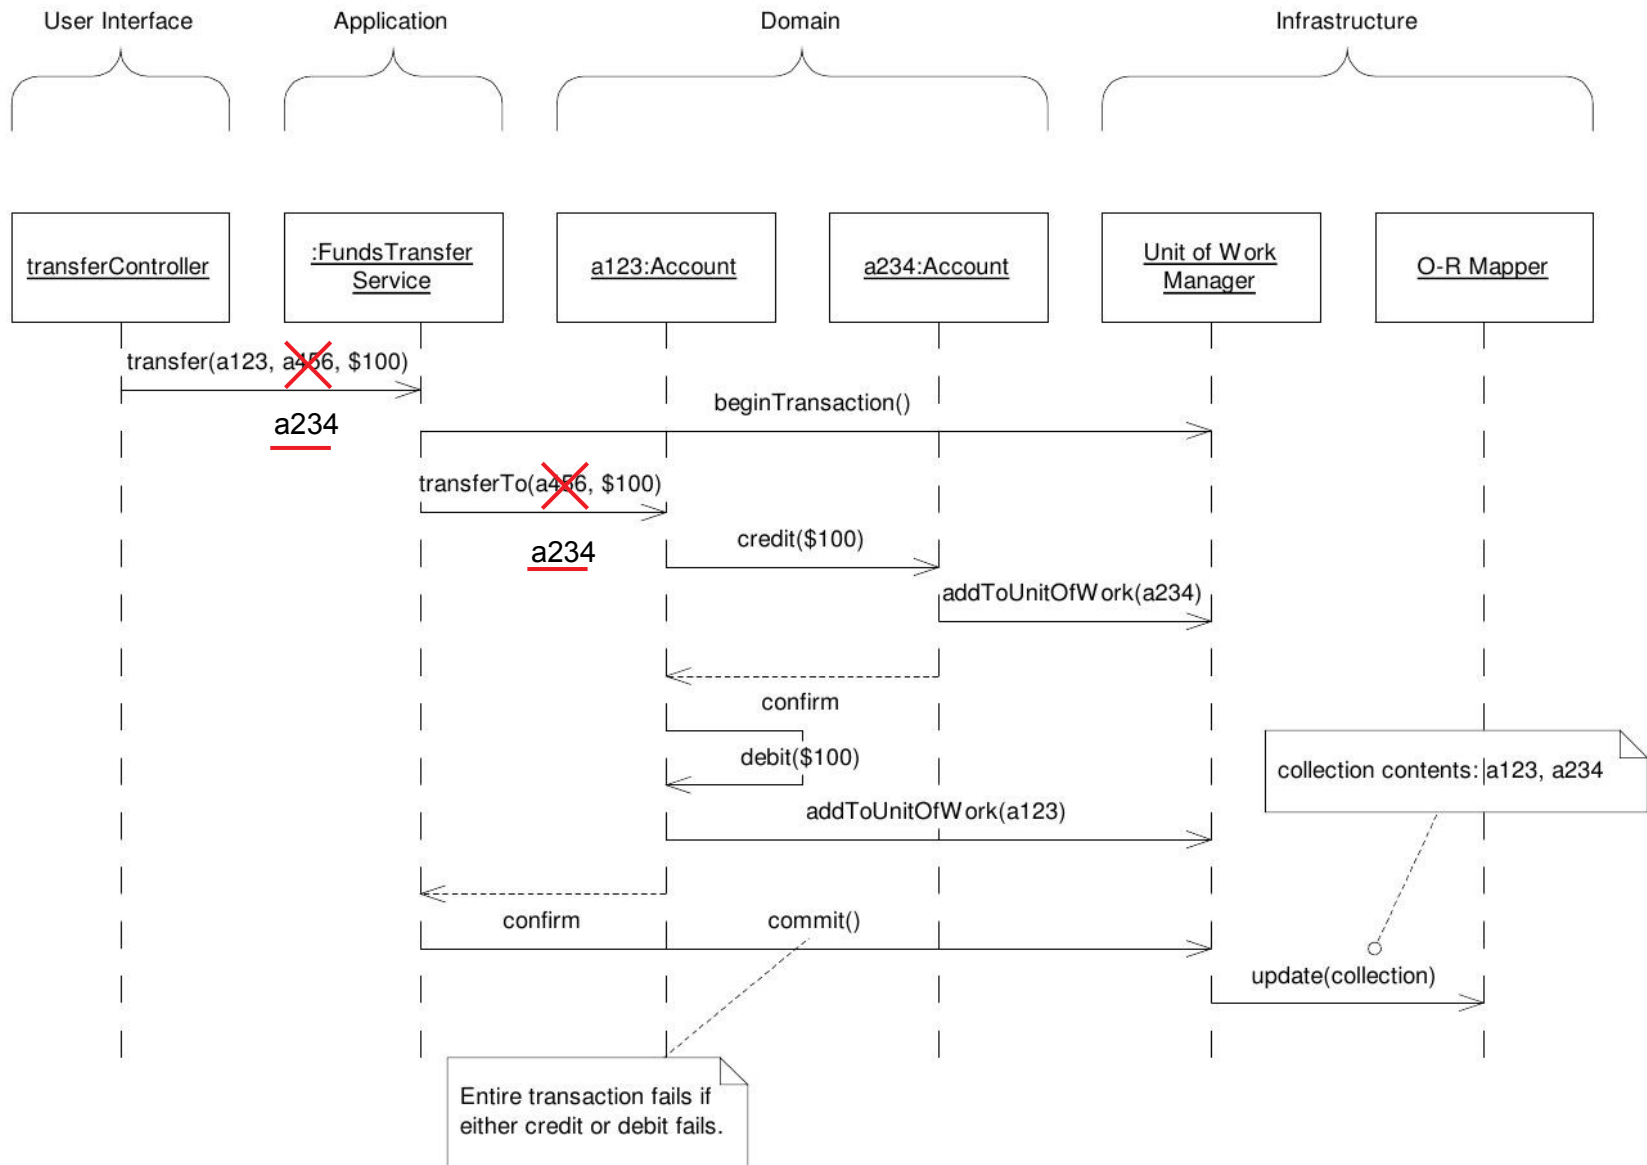 User Interface
Application
Domain
Infrastructure
transferController
:FundsTransfer
Service
a123:Account
a234:Account
Unit of Work
Manager
O-R Mapper
transfer(a123, a456, $100)
a234
beginTransaction()
transferTo(a456, $100)
a234
credit($100)
addToUnitOfWork(a234)
confirm
debit($100)
collection contents: a123, a234
addToUnitOfWork(a123)
confirm
commit()
update(collection)
Entire transaction fails if
either credit or debit fails.